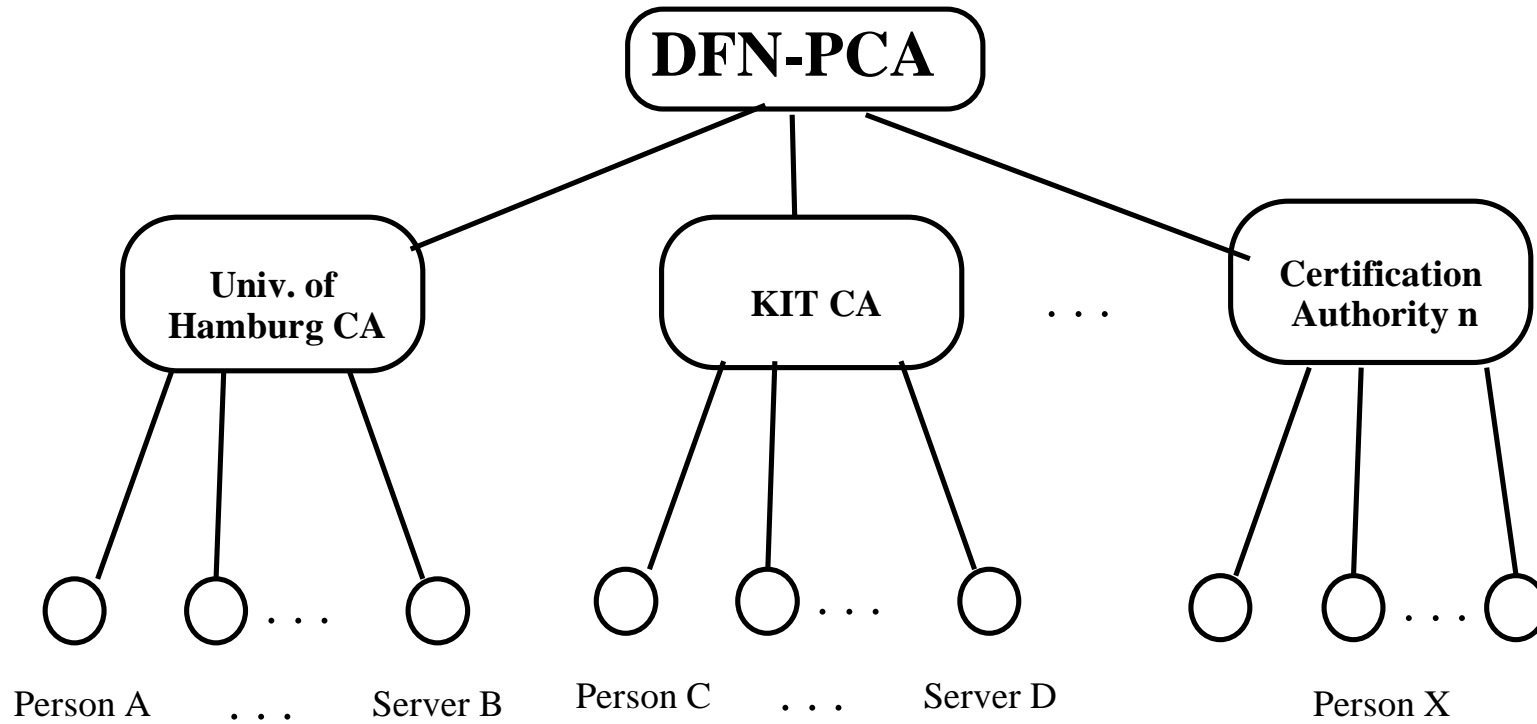 DFN-PCA
Univ. of
Hamburg CA
KIT CA
. . .
Certification
Authority n
. . .
. . .
. . .
Person A . . . Server B
Person C . . . Server D
Person X